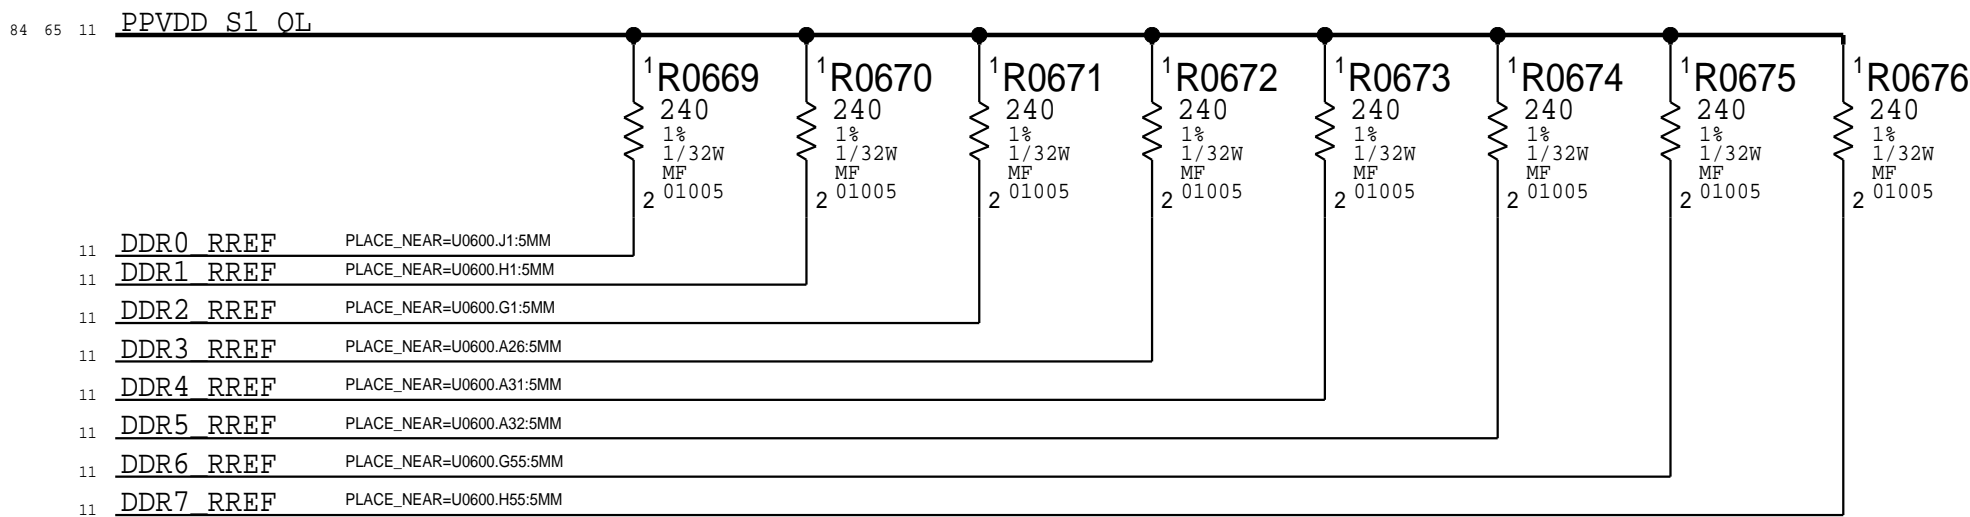 84 65 11 PPVDD_S1_QL
1 R0669 1 R0670 1 R0671 1 R0672 1 R0673 1 R0674 1 R0675 1 R0676
240 240 240 240 240 240 240 240
1% 1% 1% 1% 1% 1% 1% 1%
1/32W 1/32W 1/32W 1/32W 1/32W 1/32W 1/32W 1/32W
MF MF MF MF MF MF MF MF
2 01005 2 01005 2 01005 2 01005 2 01005 2 01005 2 01005 2 01005
11 DDR0_RREF PLACE_NEAR=U0600.J1:5MM
11 DDR1_RREF PLACE_NEAR=U0600.H1:5MM
11 DDR2_RREF PLACE_NEAR=U0600.G1:5MM
11 DDR3_RREF PLACE_NEAR=U0600.A26:5MM
11 DDR4_RREF PLACE_NEAR=U0600.A31:5MM
11 DDR5_RREF PLACE_NEAR=U0600.A32:5MM
11 DDR6_RREF PLACE_NEAR=U0600.G55:5MM
11 DDR7_RREF PLACE_NEAR=U0600.H55:5MM